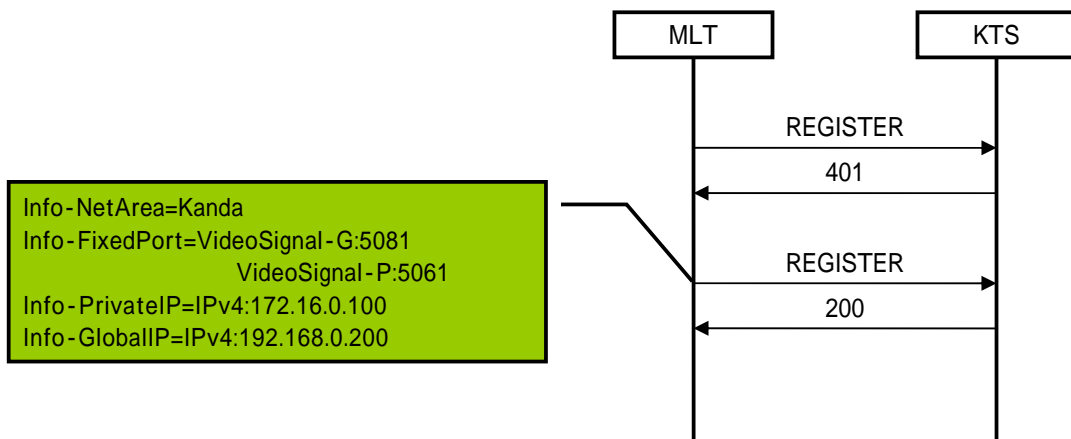 MLT
KTS
REGISTER
401
Info-NetArea=Kanda
Info-FixedPort=VideoSignal-G:5081
VideoSignal-P:5061
Info-PrivateIP=IPv4:172.16.0.100
Info-GlobalIP=IPv4:192.168.0.200
REGISTER
200